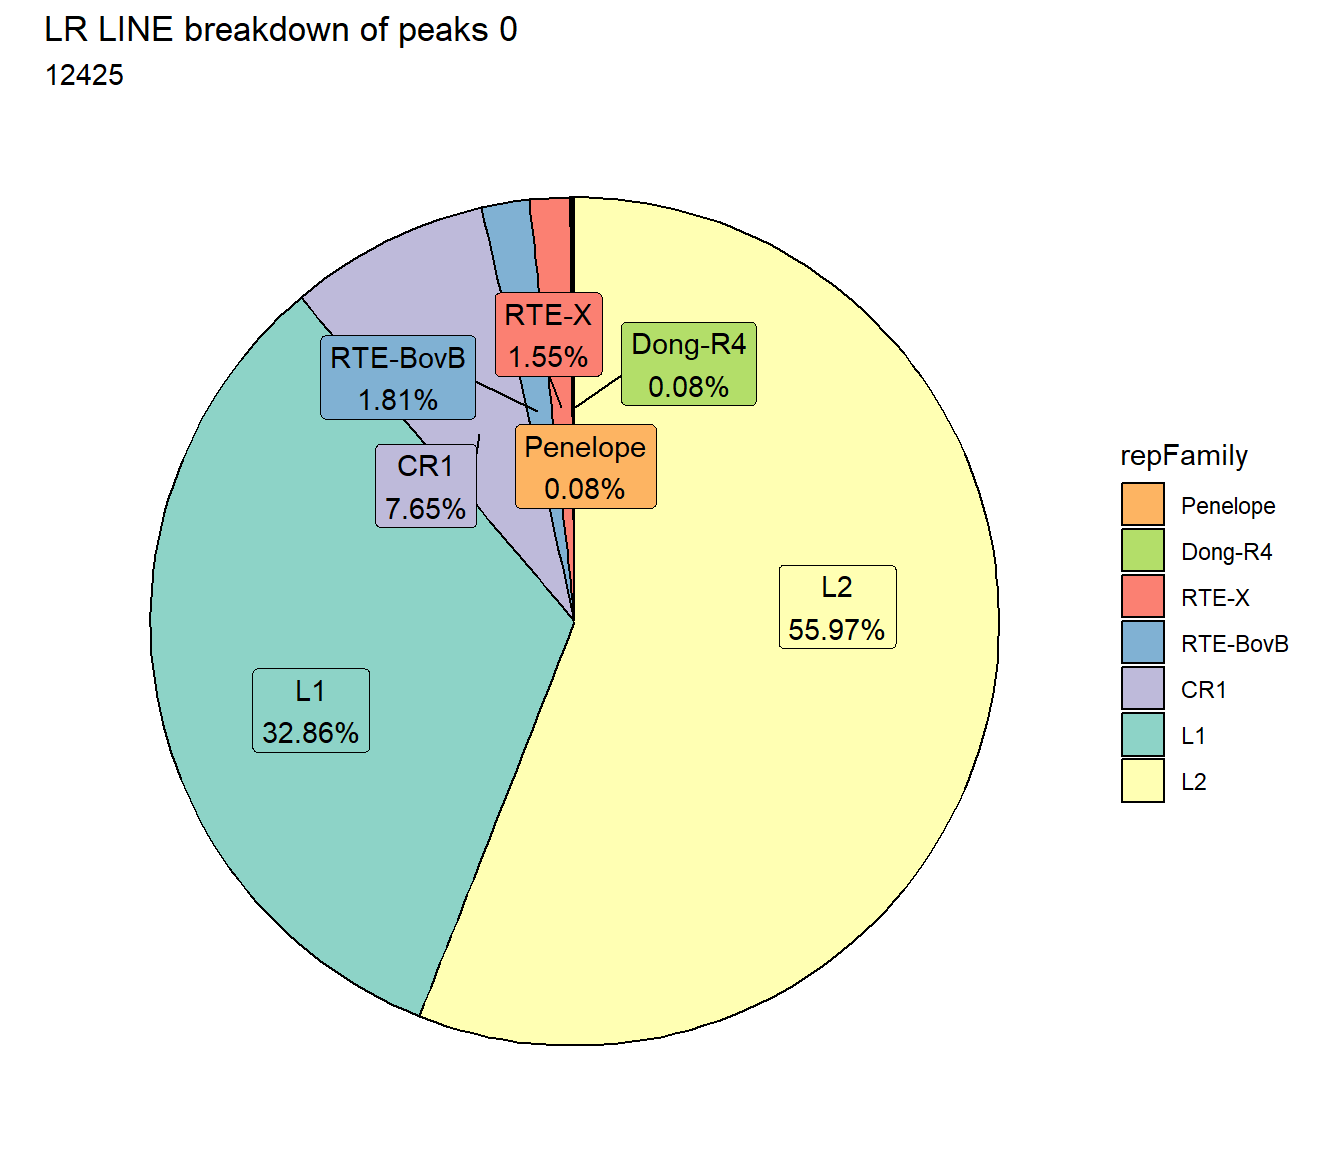 LR LINE breakdown of peaks 0
12425
RTE-X
1.55%
Dong-R4
0.08%
RTE-BovB
1.81%
Penelope
0.08%
CR1
7.65%
L2
55.97%
L1
32.86%
repFamily
Penelope
Dong-R4
RTE-X
RTE-BovB
CR1
L1
L2